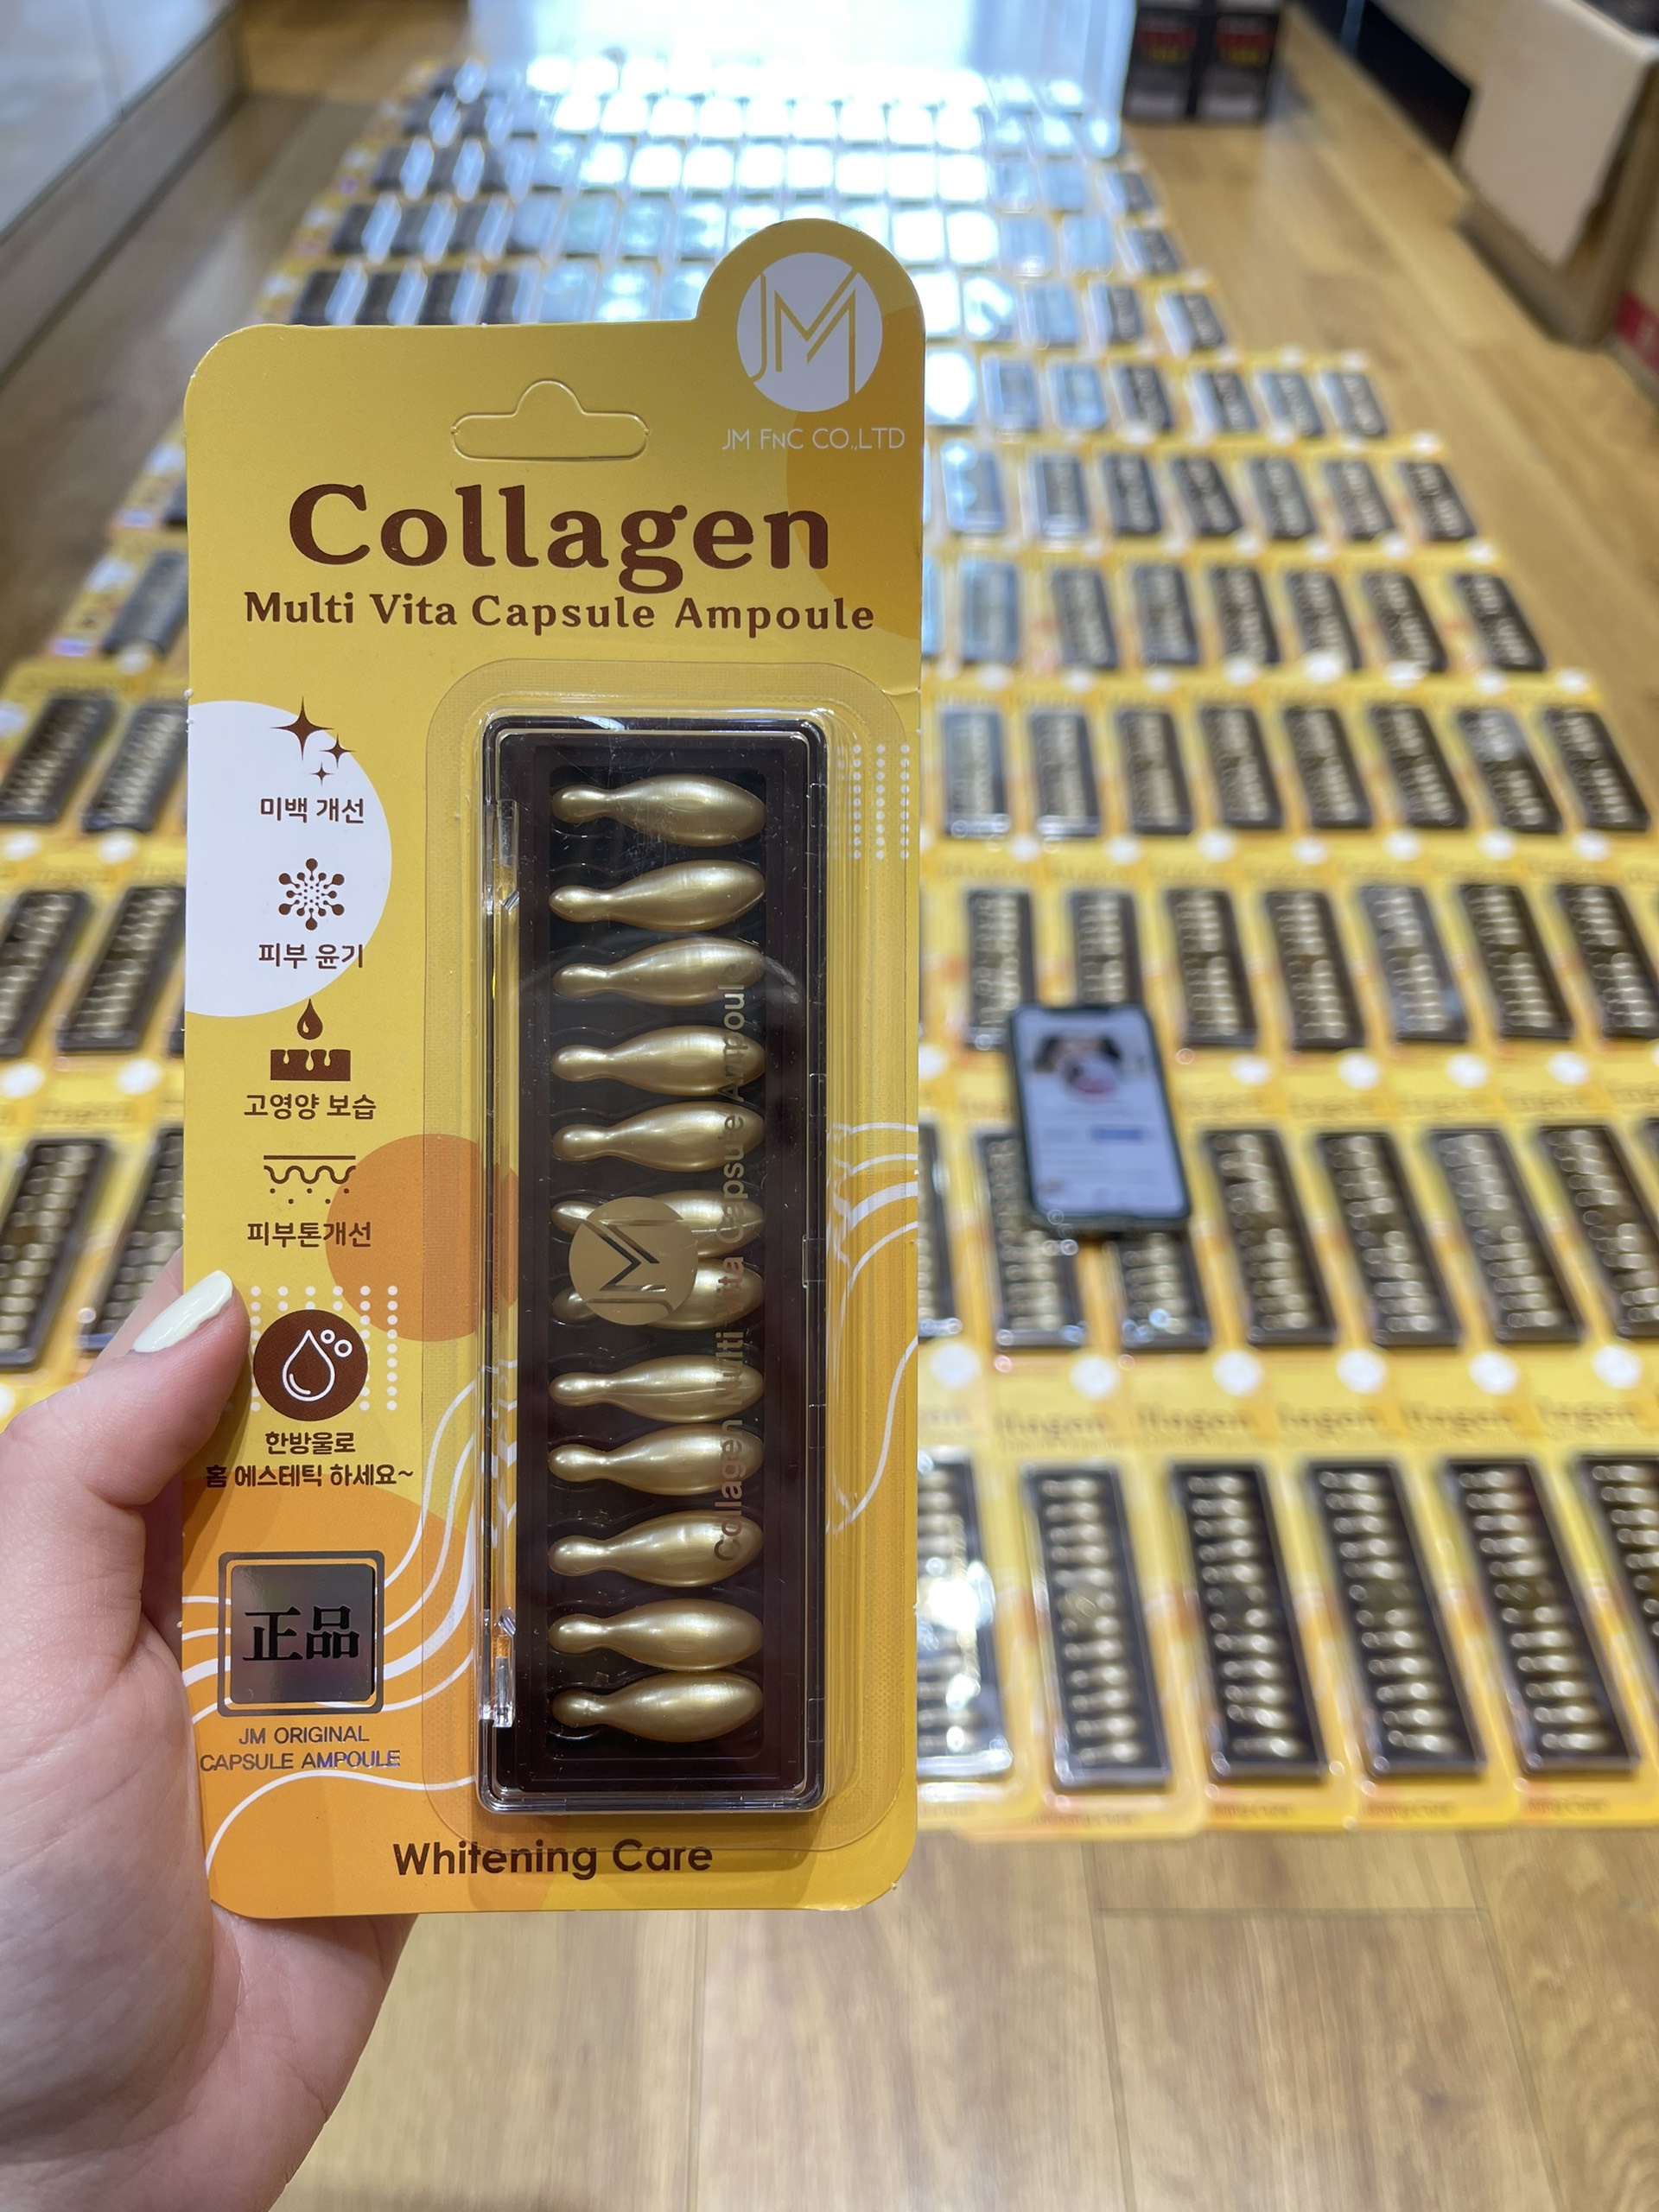 JM
JM FNC CO.,LTD
Collagen
Multi Vita Capsule Ampoule
미백 개선
피부 윤기
고영양 보습
피부톤개선
한방울로
홈 에스테틱 하세요~
正品
JM ORIGINAL
CAPSULE AMPOULE
JM
Collagen Multi Vita Capsule Ampoule
Whitening Care